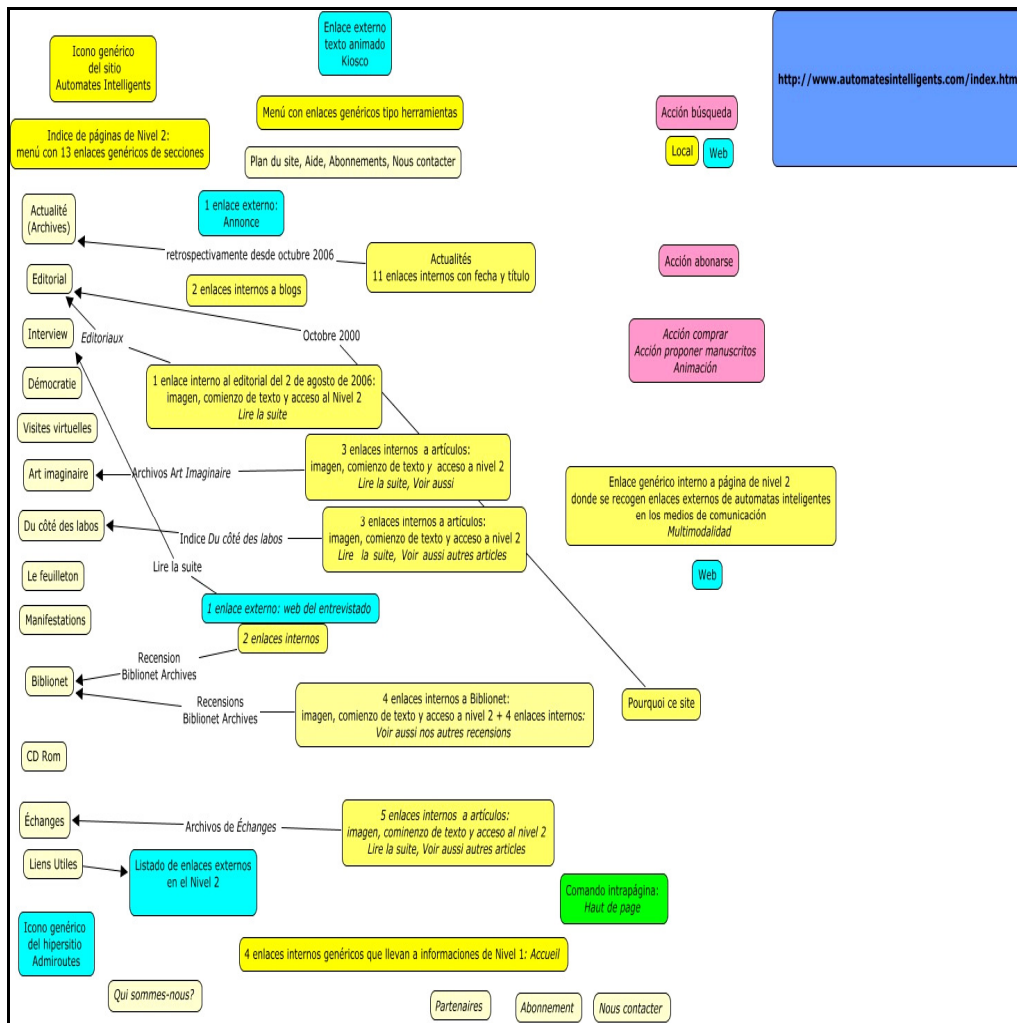 Icono genérico
del sitio
Automates Intelligents
Enlace externo
texto animado
Kiosco
http://www.automatesintelligents.com/index.htm
Menú con enlaces genéricos tipo herramientas
Acción búsqueda
Indice de páginas de Nivel 2:
menú con 13 enlaces genéricos de secciones
Plan du site, Aide, Abonnements, Nous contacter
Local
Web
Actualité
(Archives)
1 enlace externo:
Annonce
retrospectivamente desde octubre 2006
Actualités
11 enlaces internos con fecha y título
Acción abonarse
Editorial
2 enlaces internos a blogs
Interview
Editoriaux
Octobre 2000
Acción comprar
Acción proponer manuscritos
Animación
Démocratie
1 enlace interno al editorial del 2 de agosto de 2006:
imagen, comienzo de texto y acceso al Nivel 2
Lire la suite
Visites virtuelles
3 enlaces internos a artículos:
imagen, comienzo de texto y acceso a nivel 2
Lire la suite, Voir aussi
Art imaginaire
Archivos Art Imaginaire
Enlace genérico interno a página de nivel 2
donde se recogen enlaces externos de automatas inteligentes
en los medios de comunicación
Multimodalidad
Du côté des labos
Indice Du côté des labos
3 enlaces internos a artículos:
imagen, comienzo de texto y acceso a nivel 2
Lire la suite, Voir aussi autres articles
Le feuilleton
Lire la suite
Web
Manifestations
1 enlace externo: web del entrevistado
2 enlaces internos
Biblionet
Recension
Biblionet Archives
Recensions
Biblionet Archives
4 enlaces internos a Biblionet:
imagen, comienzo de texto y acceso a nivel 2 + 4 enlaces internos:
Voir aussi nos autres recensions
Pourquoi ce site
CD Rom
Échanges
Archivos de Échanges
5 enlaces internos a artículos:
imagen, cominenzo de texto y acceso al nivel 2
Lire la suite, Voir aussi autres articles
Liens Utiles
Listado de enlaces externos
en el Nivel 2
Comando intrapágina:
Haut de page
Icono genérico
del hipersitio
Admiroutes
4 enlaces internos genéricos que llevan a informaciones de Nivel 1: Accueil
Qui sommes-nous?
Partenaires
Abonnement
Nous contacter